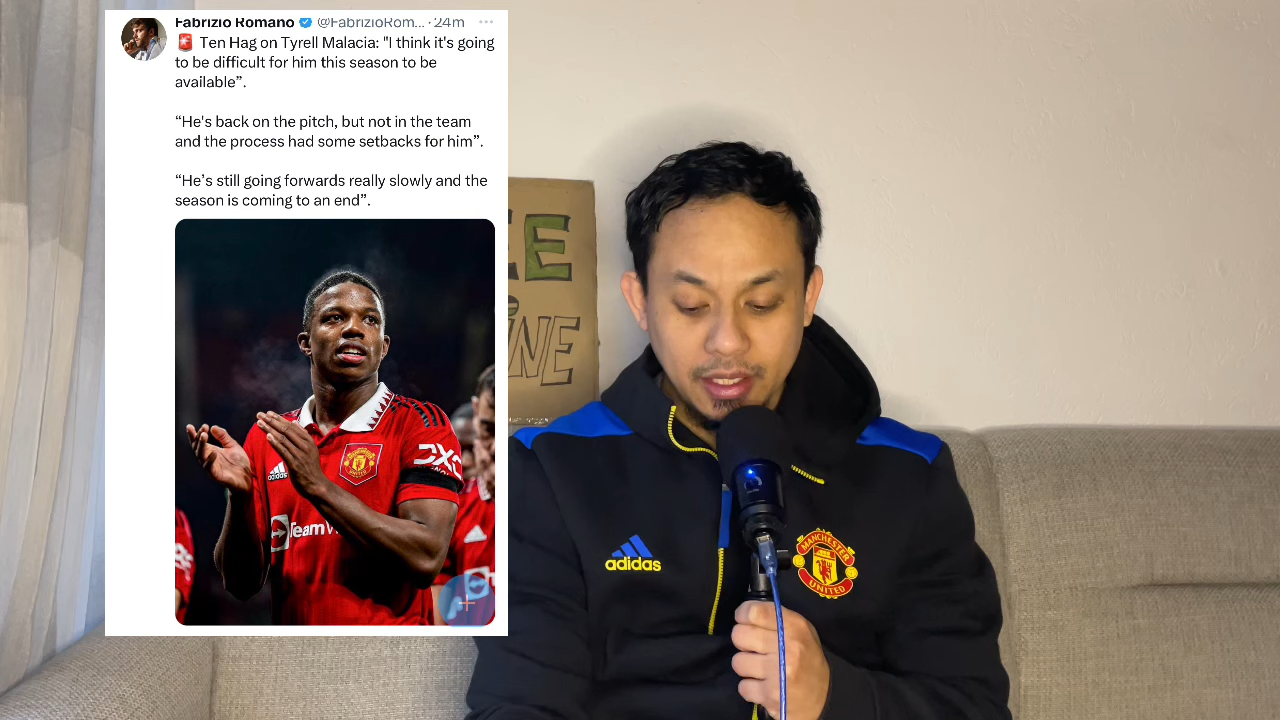 Fabrizio Romano @FabrizioRom... · 24m
🚨 Ten Hag on Tyrell Malacia: "I think it's going
to be difficult for him this season to be
available”.
“He's back on the pitch, but not in the team
and the process had some setbacks for him”.
“He’s still going forwards really slowly and the
season is coming to an end”.
adidas
DXC
Team
adidas
MANCHESTER
UNITED